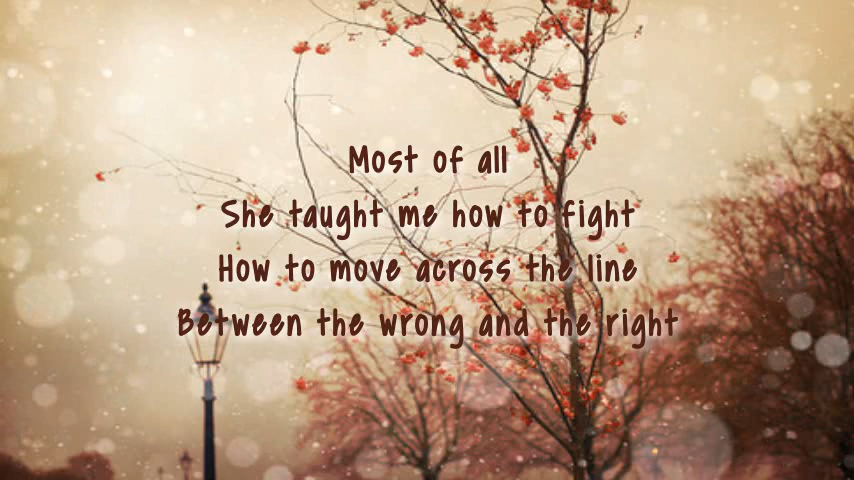 Most of all
She taught me how to fight
How to move across the line
Between the wrong and the right